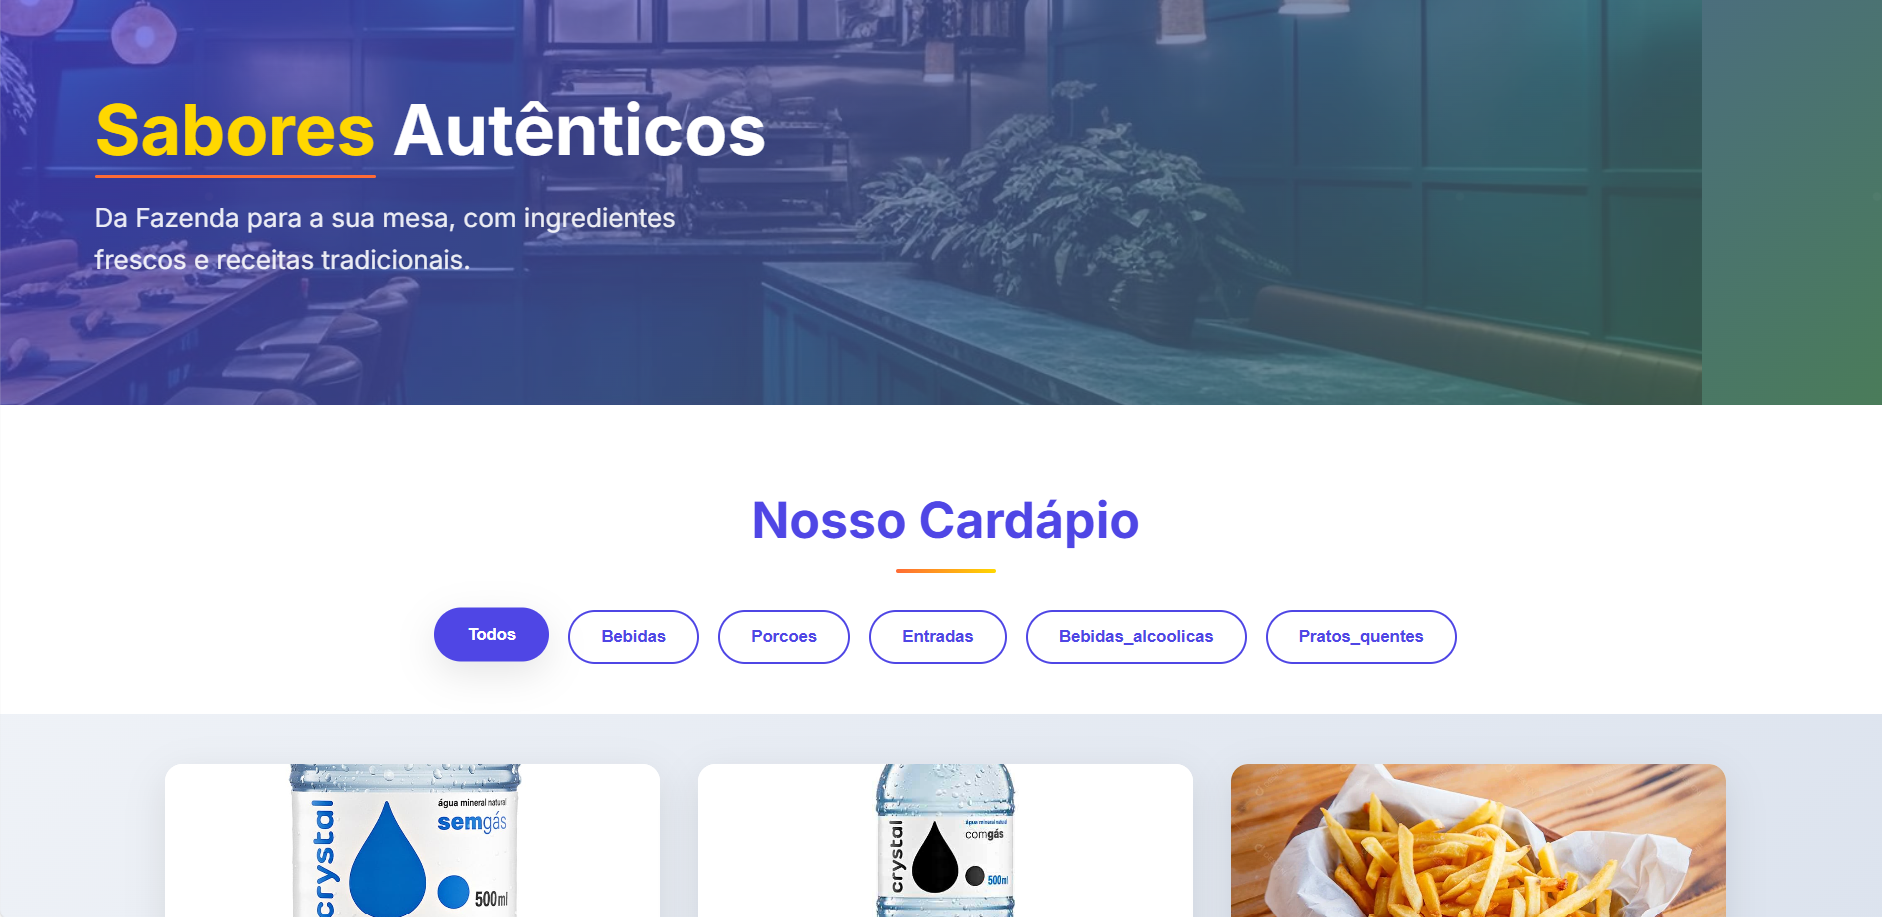 Sabores Autênticos
Da Fazenda para a sua mesa, com ingredientes
frescos e receitas tradicionais.
Nosso Cardápio
Todos
Bebidas
Porcoes
Entradas
Bebidas_alcoolicas
Pratos_quentes
crystal
água mineral natural
semgás
500ml
crystal
água mineral natural
comgás
500ml